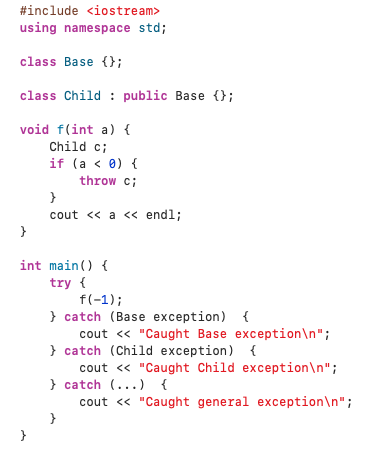 #include <iostream>
using namespace std;

class Base {};

class Child : public Base {};

void f(int a) {
    Child c;
    if (a < 0) {
        throw c;
    }
    cout << a << endl;
}

int main() {
    try {
        f(-1);
    } catch (Base exception)  {
        cout << "Caught Base exception\n";
    } catch (Child exception)  {
        cout << "Caught Child exception\n";
    } catch (...)  {
        cout << "Caught general exception\n";
    }
}